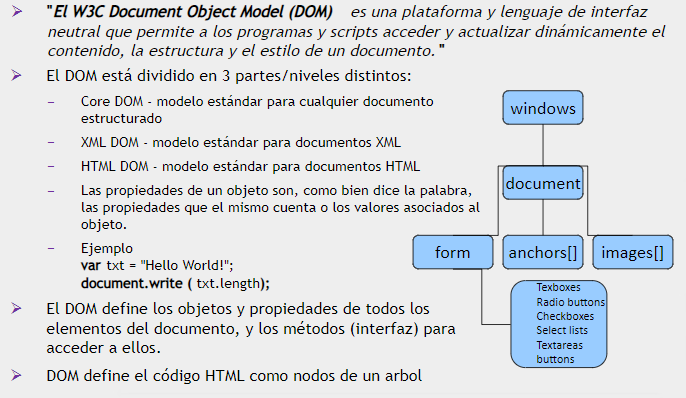 ➢ "El W3C Document Object Model (DOM) es una plataforma y lenguaje de interfaz
neutral que permite a los programas y scripts acceder y actualizar dinámicamente el
contenido, la estructura y el estilo de un documento."
➢ El DOM está dividido en 3 partes/niveles distintos:
– Core DOM - modelo estándar para cualquier documento
estructurado
– XML DOM - modelo estándar para documentos XML
– HTML DOM - modelo estándar para documentos HTML
– Las propiedades de un objeto son, como bien dice la palabra,
las propiedades que el mismo cuenta o los valores asociados al
objeto.
– Ejemplo
var txt = "Hello World!";
document.write ( txt.length);
➢ El DOM define los objetos y propiedades de todos los
elementos del documento, y los métodos (interfaz) para
acceder a ellos.
➢ DOM define el código HTML como nodos de un arbol
windows
document
form
anchors[]
images[]
Texboxes
Radio buttons
Checkboxes
Select lists
Textareas
buttons